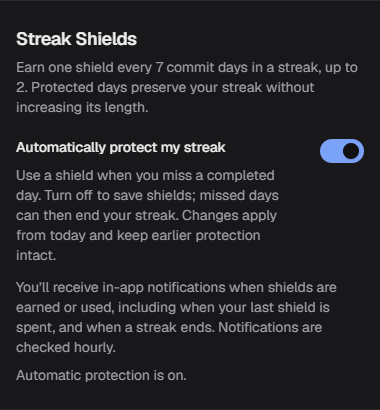 Streak Shields
Earn one shield every 7 commit days in a streak, up to
2. Protected days preserve your streak without
increasing its length.
Automatically protect my streak
Use a shield when you miss a completed
day. Turn off to save shields; missed days
can then end your streak. Changes apply
from today and keep earlier protection
intact.
You'll receive in-app notifications when shields are
earned or used, including when your last shield is
spent, and when a streak ends. Notifications are
checked hourly.
Automatic protection is on.